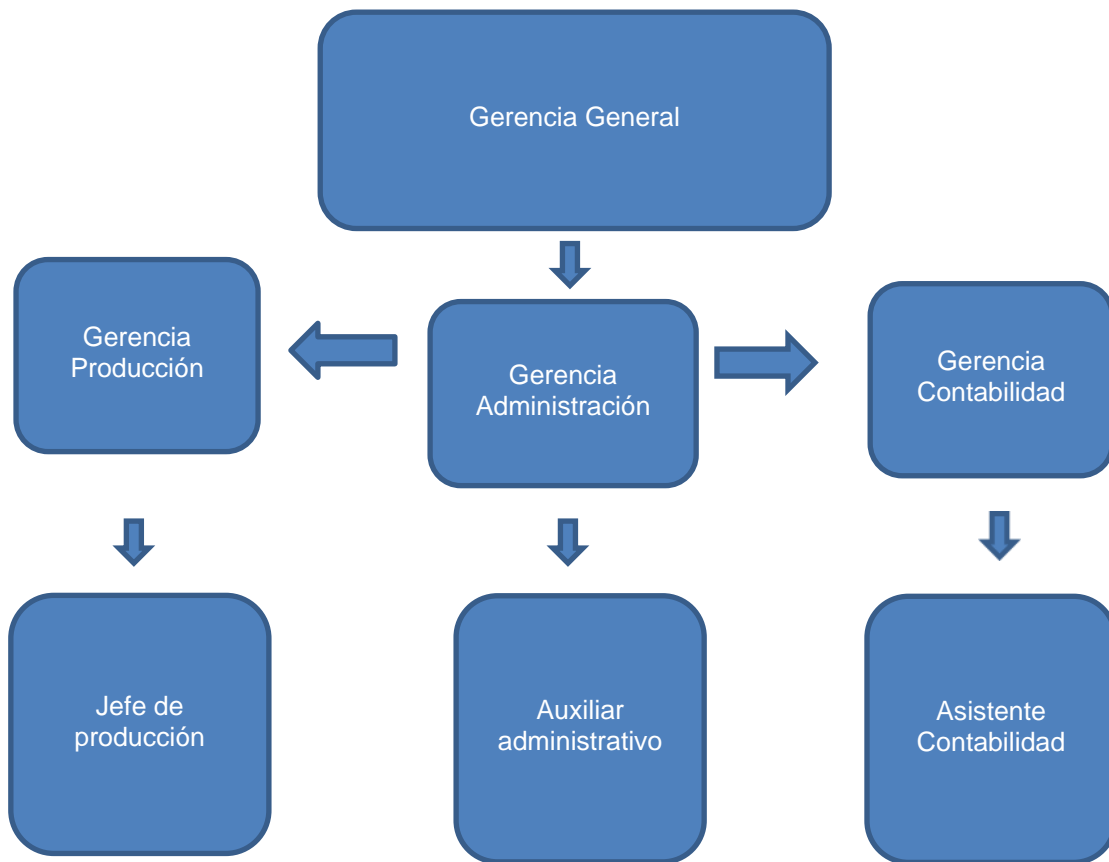 Gerencia General
Gerencia
Producción
Gerencia
Administración
Gerencia
Contabilidad
Jefe de
producción
Auxiliar
administrativo
Asistente
Contabilidad